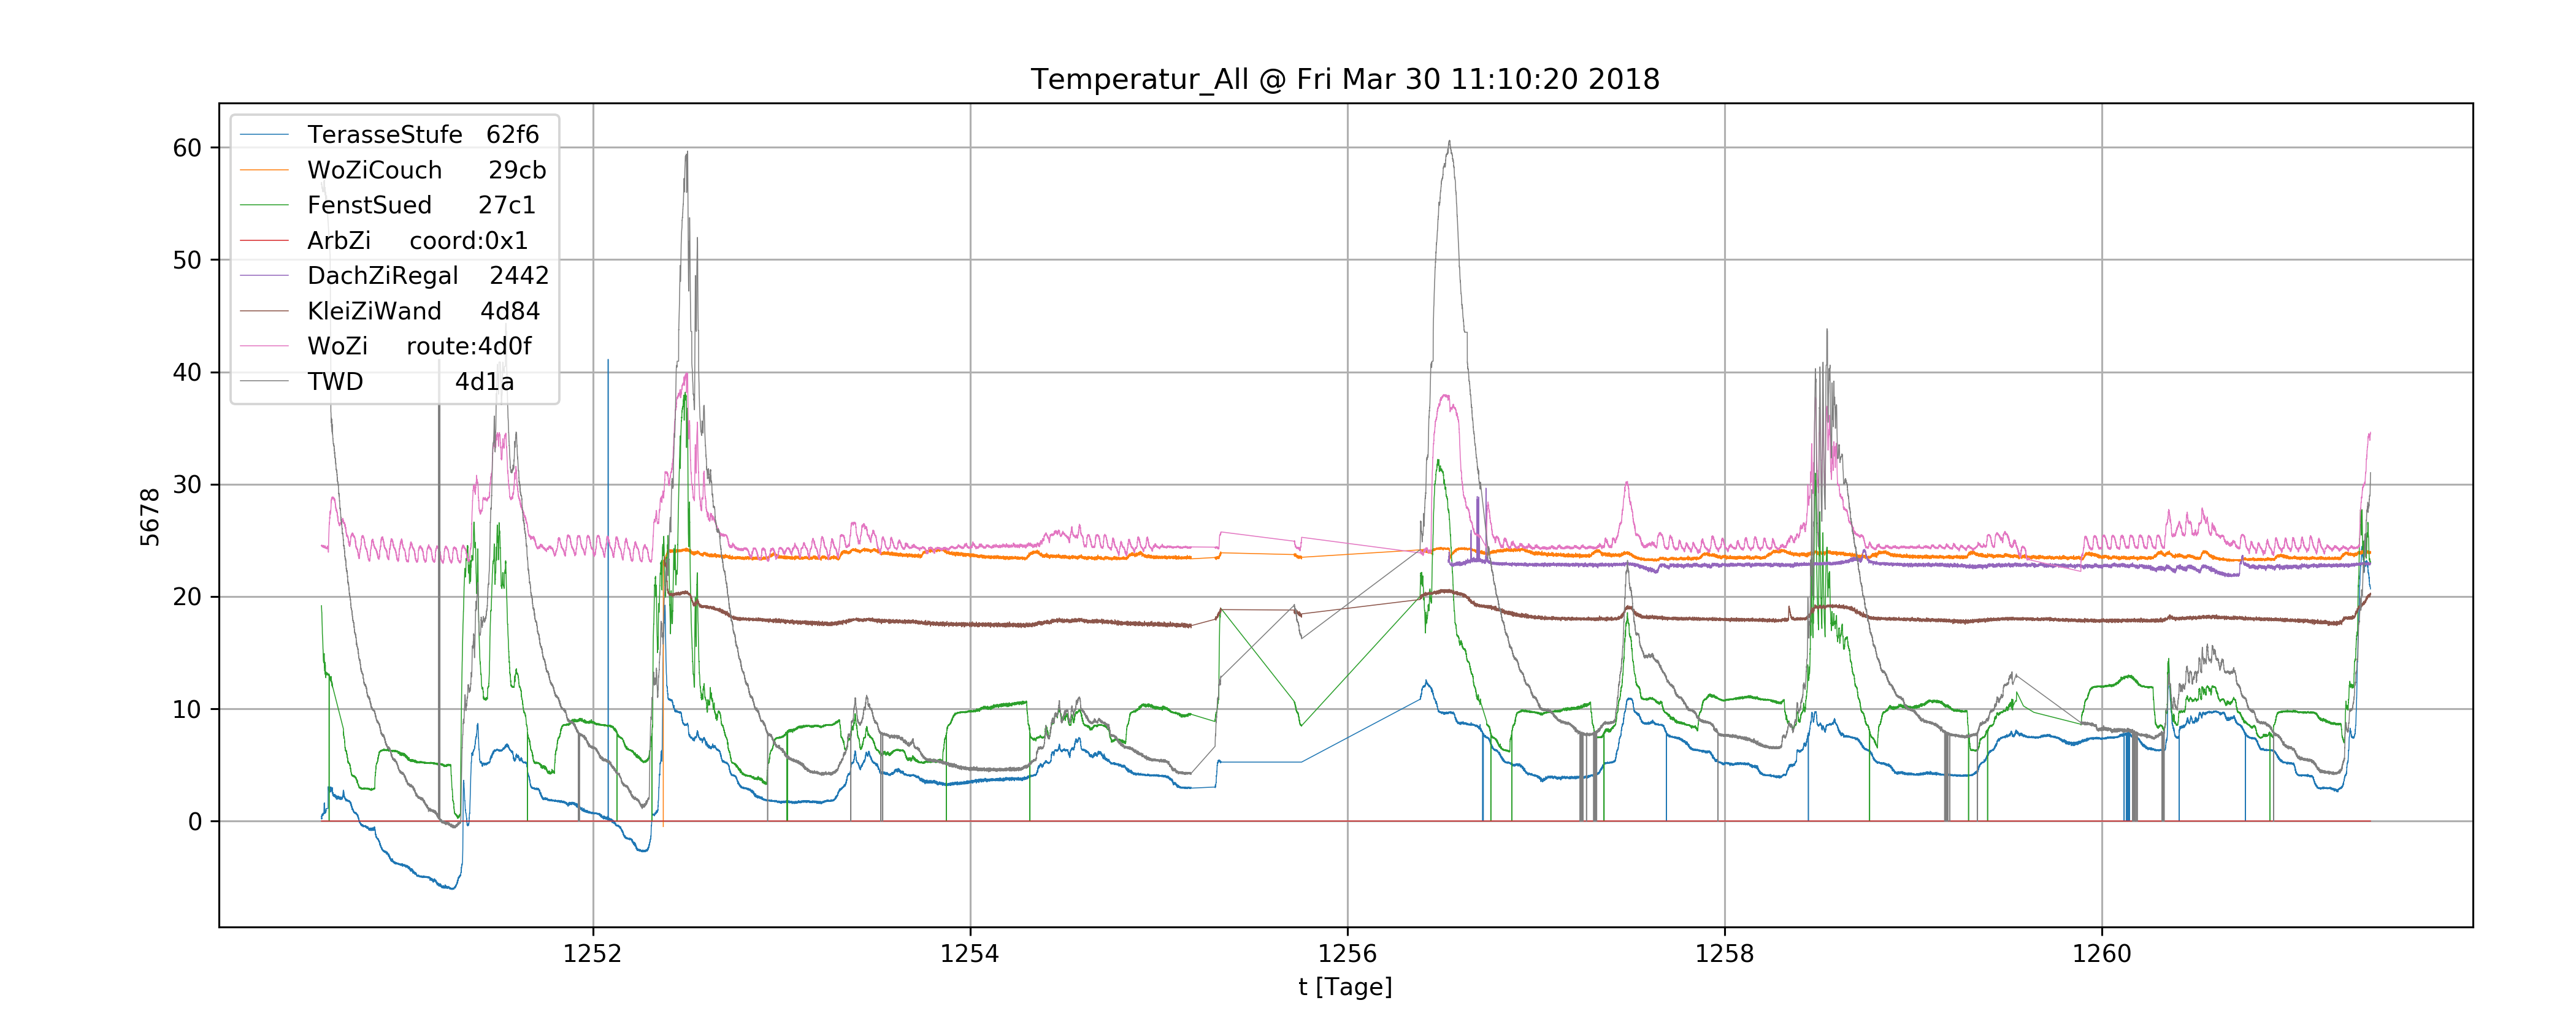 Temperatur_All @ Fri Mar 30 11:10:20 2018
TerasseStufe 62f6
WoZiCouch 29cb
FenstSued 27c1
ArbZi coord:0x1
DachZiRegal 2442
KleiZiWand 4d84
WoZi route:4d0f
TWD 4d1a
60
50
40
30
20
10
0
5678
1252 1254 1256 1258 1260
t [Tage]